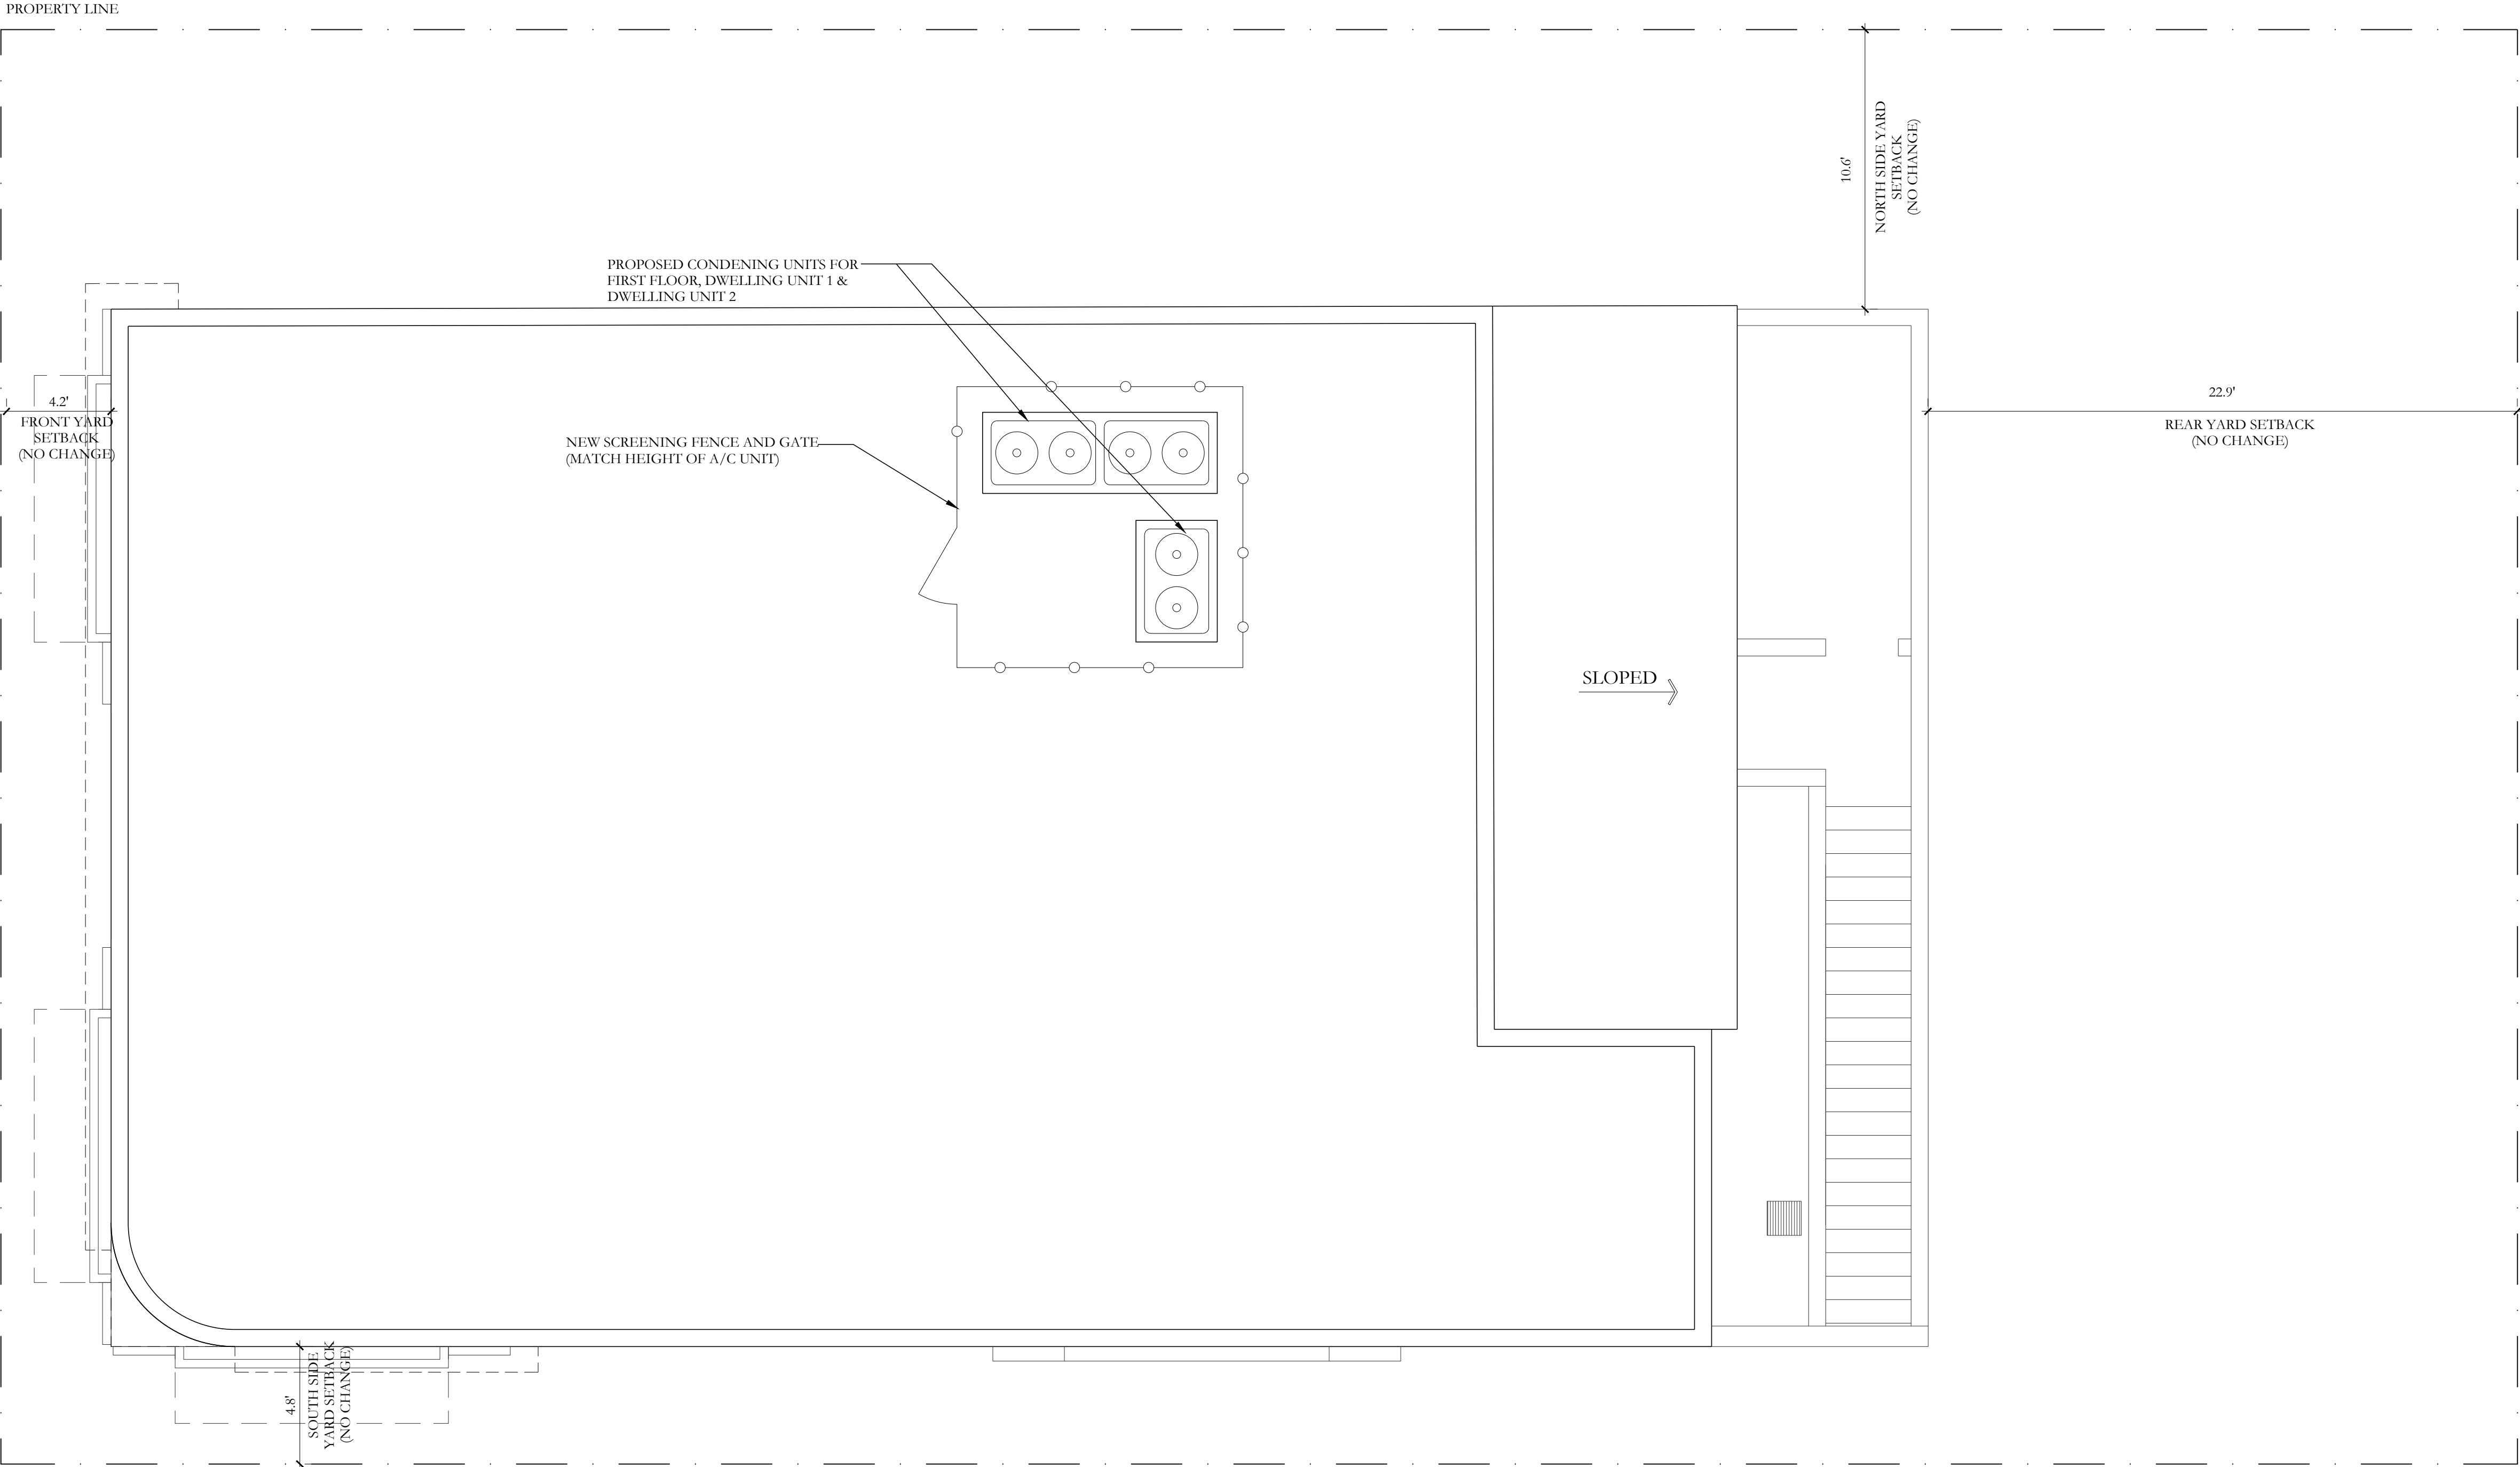 PROPERTY LINE
10.6'
NORTH SIDE YARD
SETBACK
(NO CHANGE)
PROPOSED CONDENING UNITS FOR
FIRST FLOOR, DWELLING UNIT 1 &
DWELLING UNIT 2
4.2'
FRONT YARD
SETBACK
(NO CHANGE)
NEW SCREENING FENCE AND GATE
(MATCH HEIGHT OF A/C UNIT)
22.9'
REAR YARD SETBACK
(NO CHANGE)
SLOPED
4.8'
SOUTH SIDE
YARD SETBACK
(NO CHANGE)